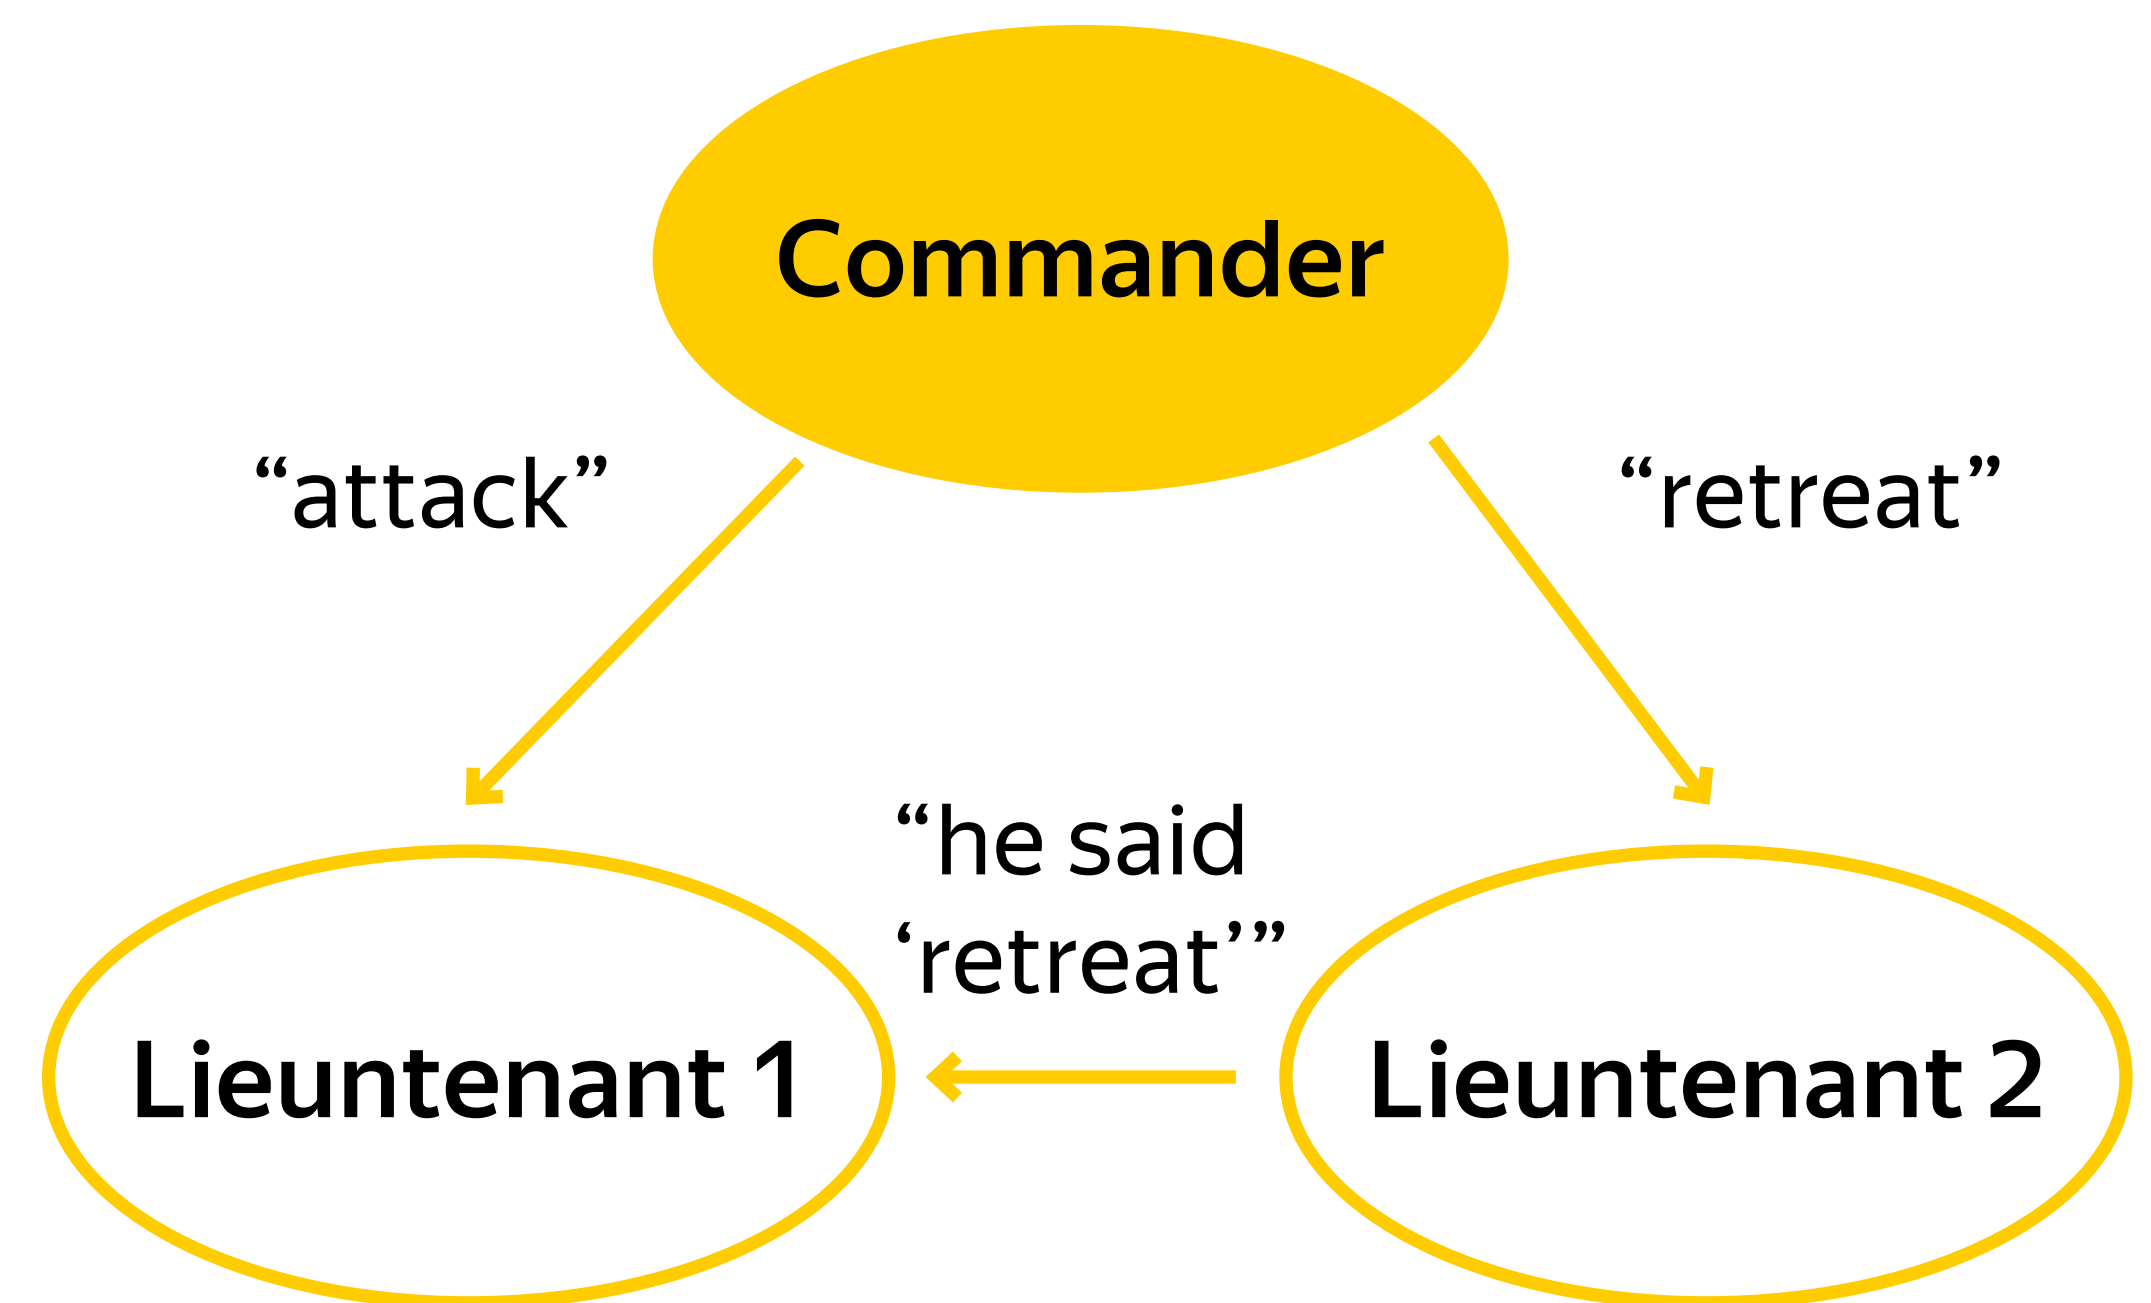 Commander
“attack”
“retreat”
“he said
‘retreat’”
Lieuntenant 1
Lieuntenant 2